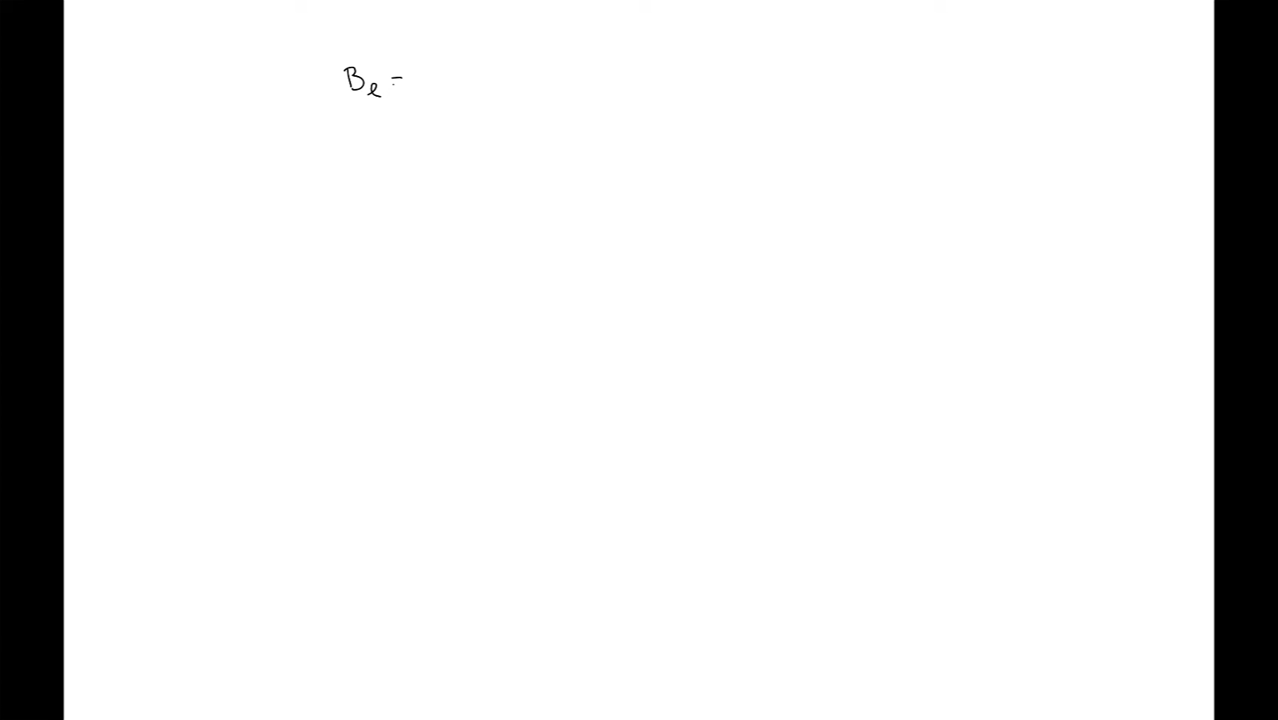 Bₑ =